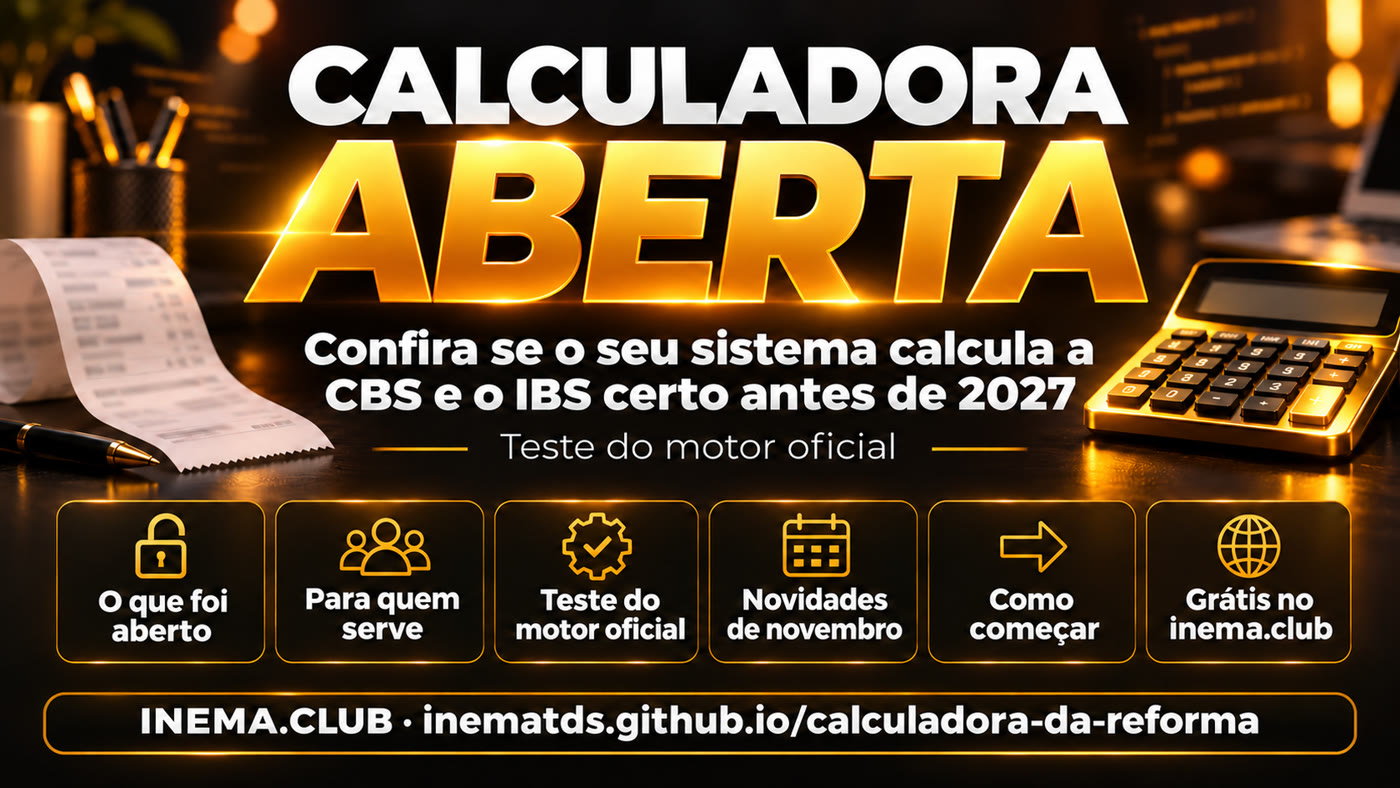 CALCULADORA
ABERTA
Confira se o seu sistema calcula a
CBS e o IBS certo antes de 2027
Teste do motor oficial
O que foi
aberto
Para quem
serve
Teste do
motor oficial
Novidades
de novembro
Como
começar
Grátis no
inema.club
INEMA.CLUB · inematds.github.io/calculadora-da-reforma